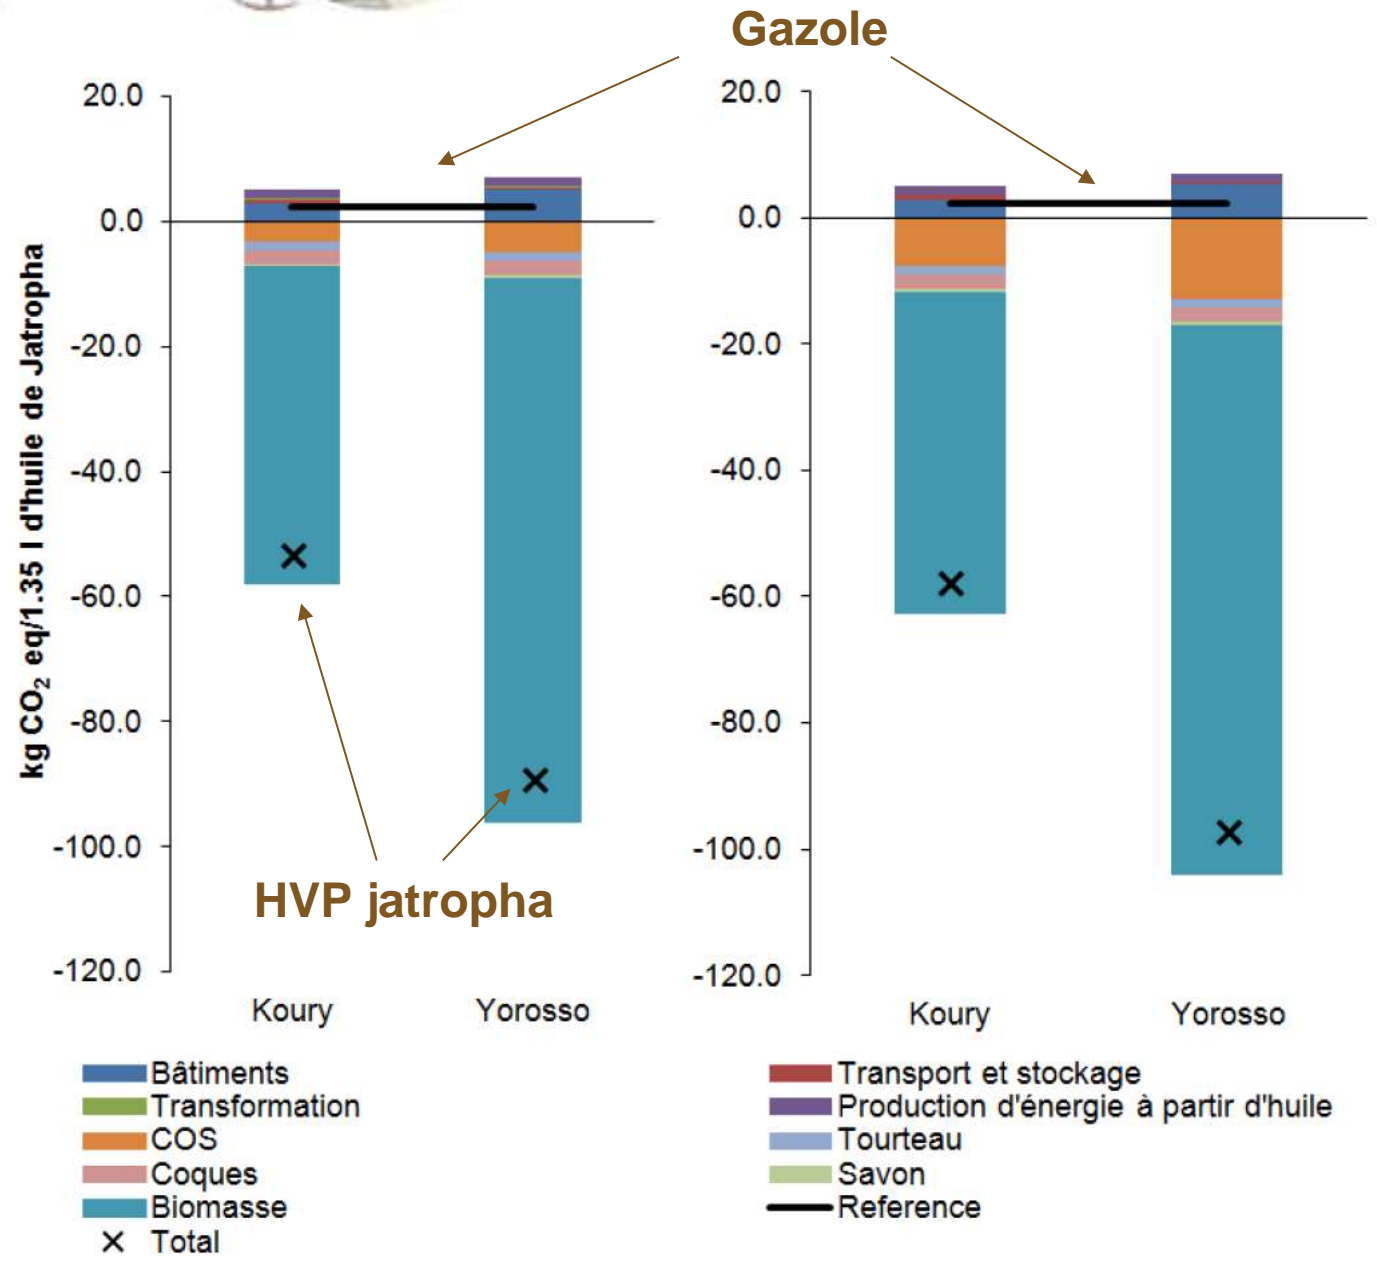 Gazole
kg CO₂ eq/1.35 l d'huile de Jatropha
20.0
0.0
-20.0
-40.0
-60.0
-80.0
-100.0
-120.0
Koury Yorosso
20.0
0.0
-20.0
-40.0
-60.0
-80.0
-100.0
-120.0
Koury Yorosso
HVP jatropha
Bâtiments
Transformation
COS
Coques
Biomasse
Total
Transport et stockage
Production d'énergie à partir d'huile
Tourteau
Savon
Reference